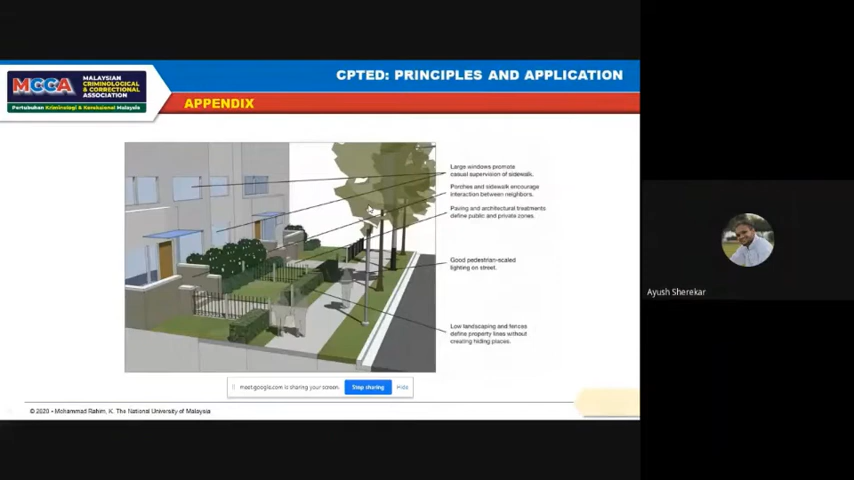 CPTED: PRINCIPLES AND APPLICATION
MCCA
MALAYSIAN
CRIMINOLOGICAL
& CORRECTIONAL
ASSOCIATION
Pertubuhan Kriminologi & Koreksional Malaysia
APPENDIX
Large windows promote
casual supervision of sidewalk.
Porches and sidewalk encourage
interaction between neighbors.
Paving and architectural treatments
define public and private zones.
Good pedestrian-scaled
lighting on street.
Low landscaping and fences
define property lines without
creating hiding places.
Ayush Sherekar
meet.google.com is sharing your screen.
Stop sharing
Hide
© 2020 • Mohammad Rahim, K. The National University of Malaysia